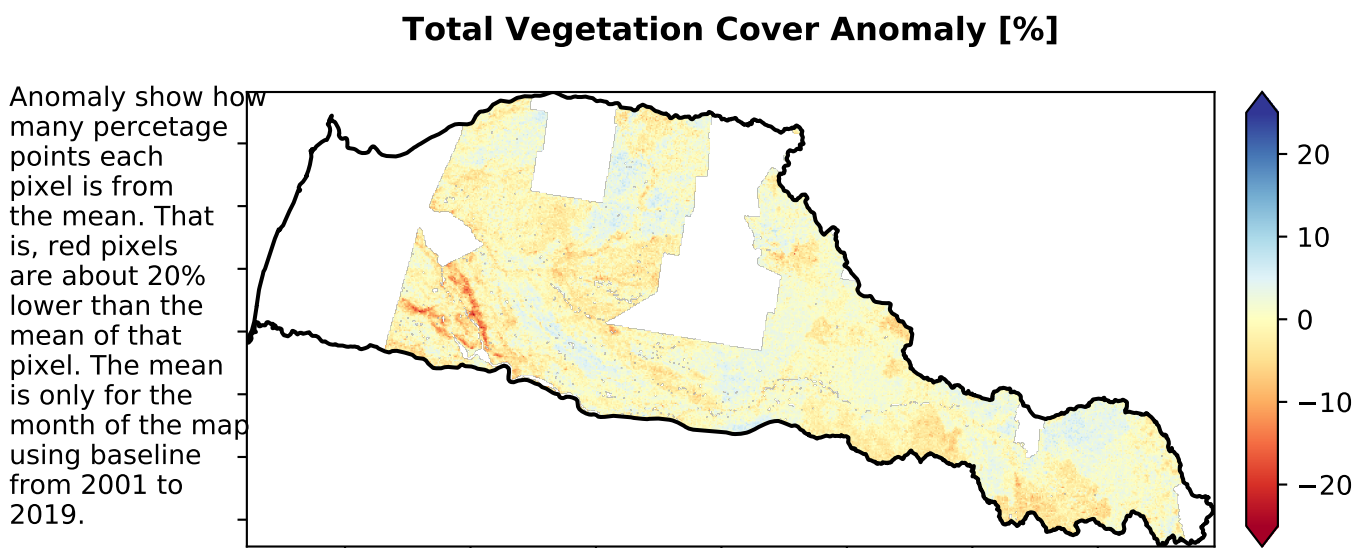 Total Vegetation Cover Anomaly [%]
Anomaly show how
many percetage
points each
pixel is from
the mean. That
is, red pixels
are about 20%
lower than the
mean of that
pixel. The mean
is only for the
month of the map
using baseline
from 2001 to
2019.
20
10
0
−10
−20